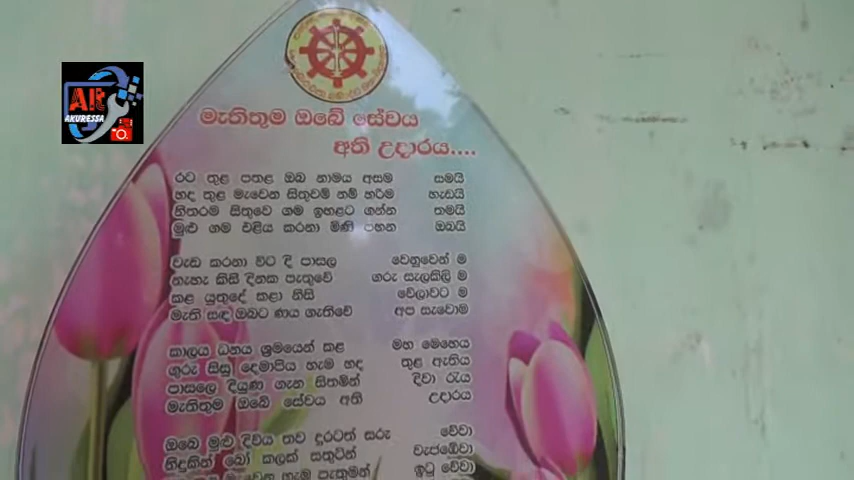 AR
AKURESSA
මැතිතුම ඔබේ සේවය
අති උදාරය....
රට තුළ පතළ ඔබ නාමය අසම සමයි
හද තුළ මැවෙන සිතුවම් නම් හරිම හැඩයි
නිතරම සිතුවේ ගම ඉහළට ගන්න තමයි
මුළු ගම එළිය කරනා මිණි පහන ඔබයි
වැඩ කරනා විට දි පාසල වෙනුවෙන් ම
නැහැ කිසි දිනක පැතුවේ ගරු සැලකිලි ම
කළ යුතුදේ කළා නිසි වේලාවට ම
මැති සඳ ඔබට ණය ගැතිවේ අප සැවොම
කාලය ධනය ශ්‍රමයෙන් කළ මහ මෙහෙය
ගුරු සිසු දෙමාපිය හැම හද තුළ ඇතිය
පාසලෙ දියුණ ගැන සිතමින් දිවා රැය
මැතිතුම ඔබේ සේවය අති උදාරය
ඔබෙ මුළු දිවිය තව දුරටත් සරු වේවා
නිදුකින් බෝ කලක් සතුටින් වැජඹේවා
මැවෙන හැම පැතුමන් ඉටු වේවා